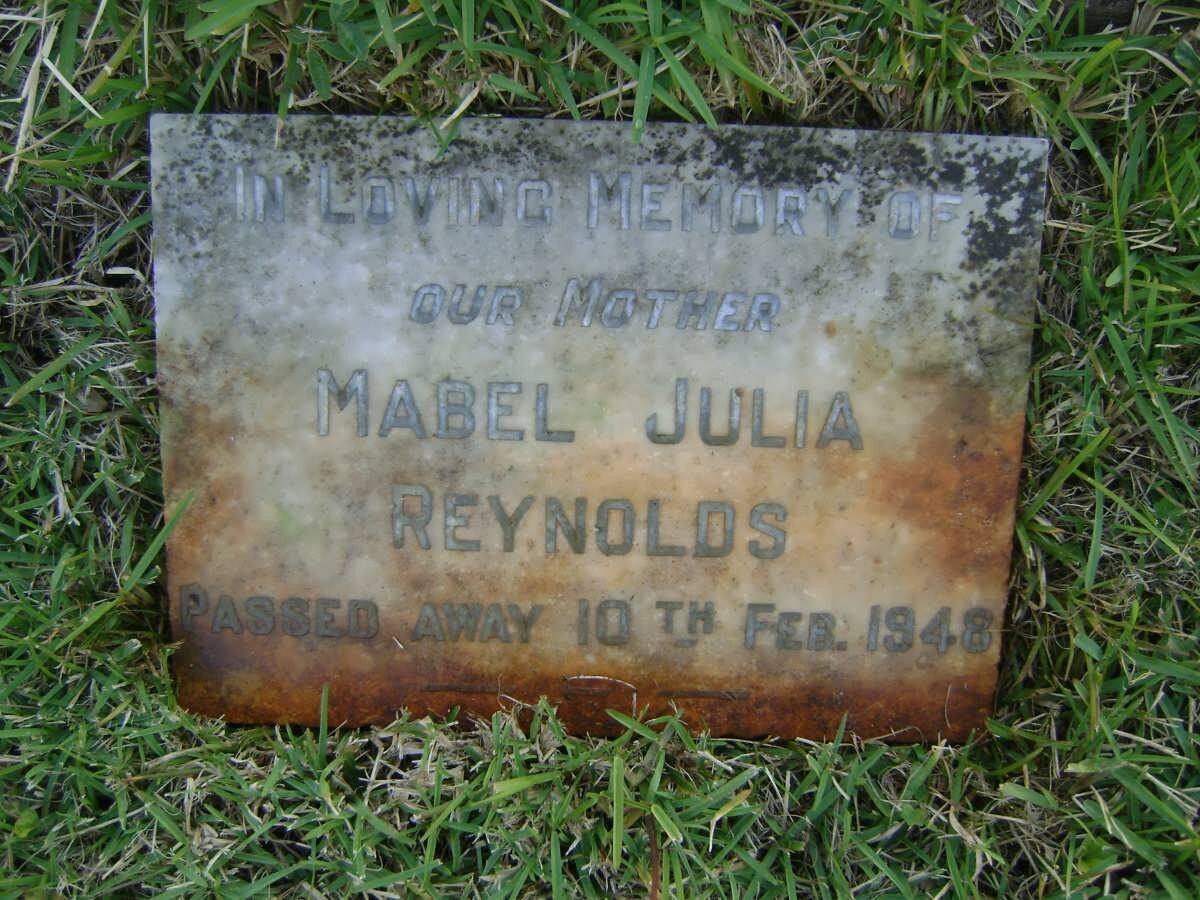 In Loving Memory of
our Mother
Mabel Julia
Reynolds
Passed away 10th Feb. 1948